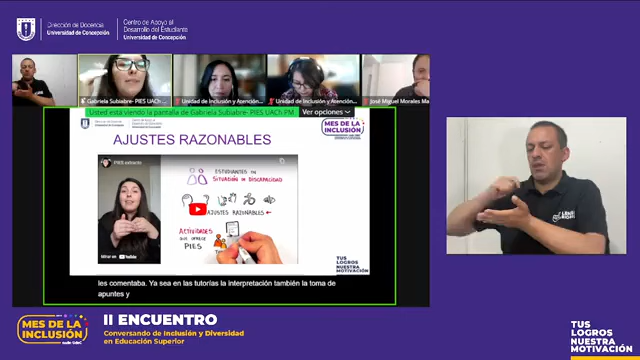 Dirección de Docencia
Universidad de Concepción
Centro de Apoyo al
Desarrollo del Estudiante
Universidad de Concepción
Gabriela Subiabre- PIES UACh
Unidad de Inclusión y Atención...
Unidad de Inclusión y Atención...
José Miguel Morales Ma
Usted está viendo la pantalla de Gabriela Subiabre- PIES UACh PM
Ver opciones
MES DE LA
INCLUSIÓN
AJUSTES RAZONABLES
PIES extracto
ESTUDIANTES EN
SITUACIÓN DE DISCAPACIDAD
AJUSTES RAZONABLES
ACTIVIDADES
QUE OFRECE
PIES
Mirar en
YouTube
TUS
LOGROS
NUESTRA
MOTIVACIÓN
les comentaba. Ya sea en las tutorías la interpretación también la toma de
apuntes y
MES DE LA
INCLUSIÓN
II ENCUENTRO
Conversando de Inclusión y Diversidad
en Educación Superior
TUS
LOGROS
NUESTRA
MOTIVACIÓN